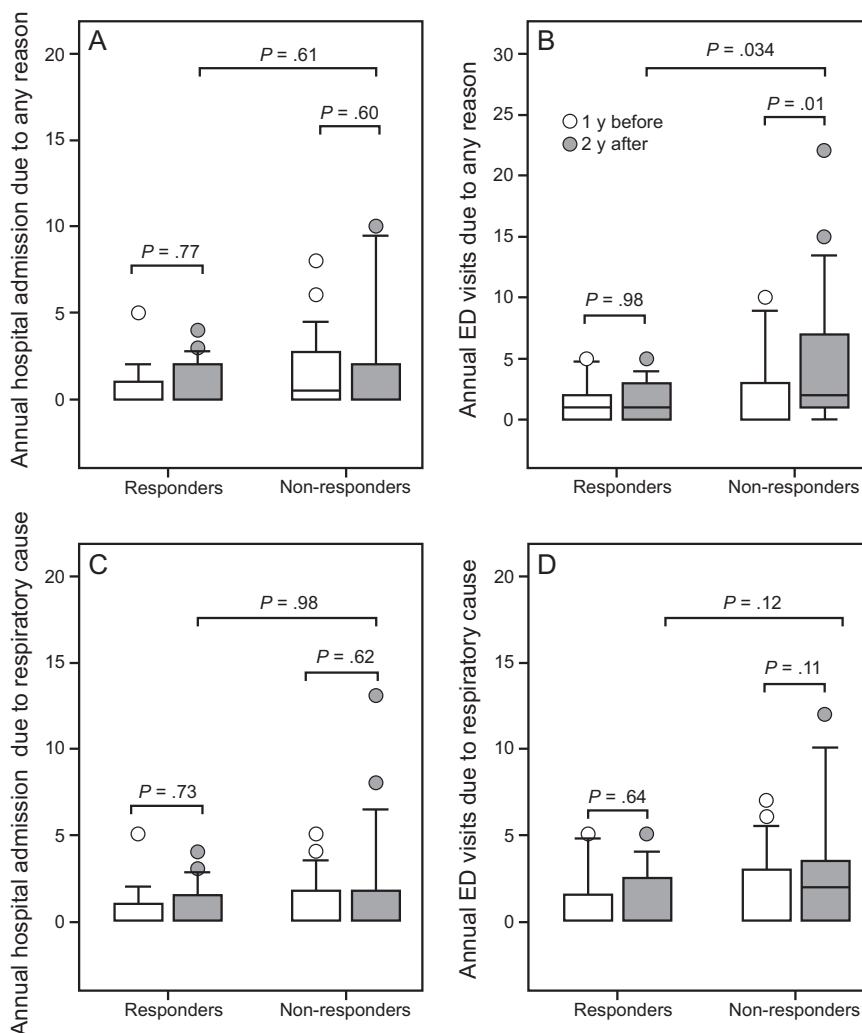 A
Annual hospital admission due to any reason
20
15
10
5
0
P = .61
P = .60
P = .77
Responders
Non-responders
B
Annual ED visits due to any reason
30
25
20
15
10
5
0
P = .034
P = .01
1 y before
2 y after
P = .98
Responders
Non-responders
C
Annual hospital admission due to respiratory cause
20
15
10
5
0
P = .98
P = .62
P = .73
Responders
Non-responders
D
Annual ED visits due to respiratory cause
20
15
10
5
0
P = .12
P = .11
P = .64
Responders
Non-responders